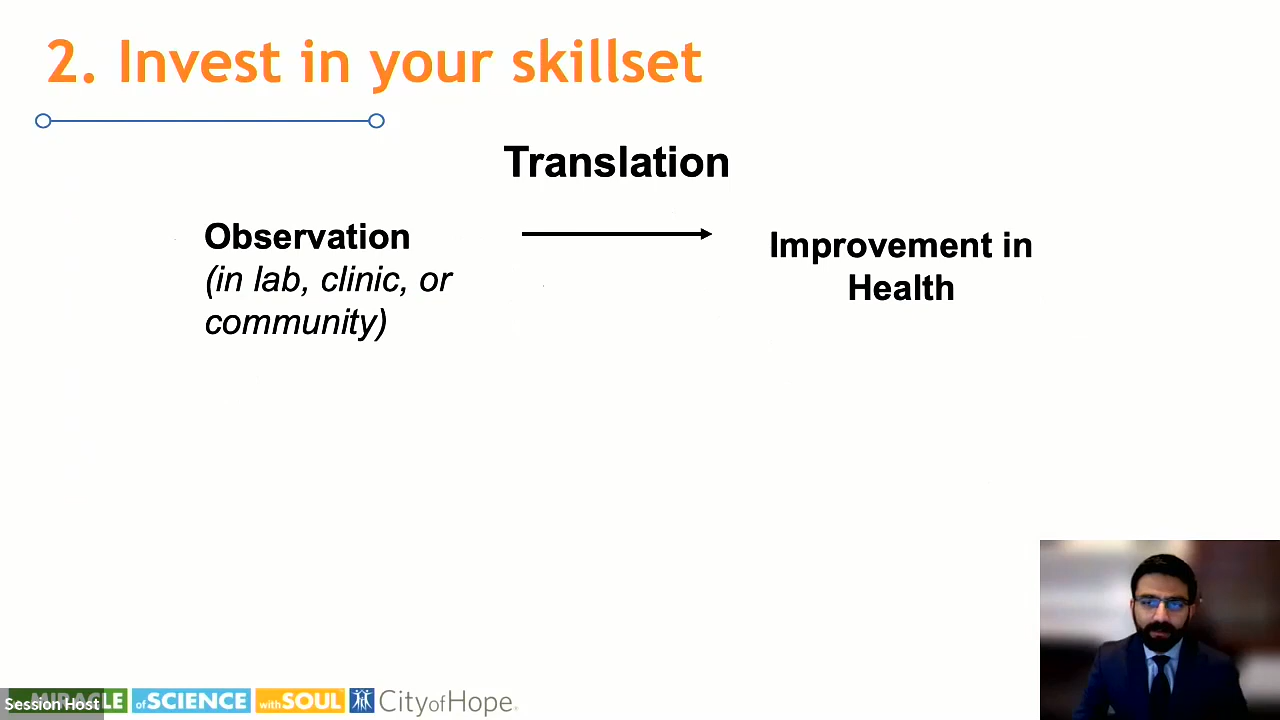 2. Invest in your skillset
Translation
Observation
(in lab, clinic, or
community)
Improvement in
Health
Session Host
MIRACLE of SCIENCE with SOUL City of Hope